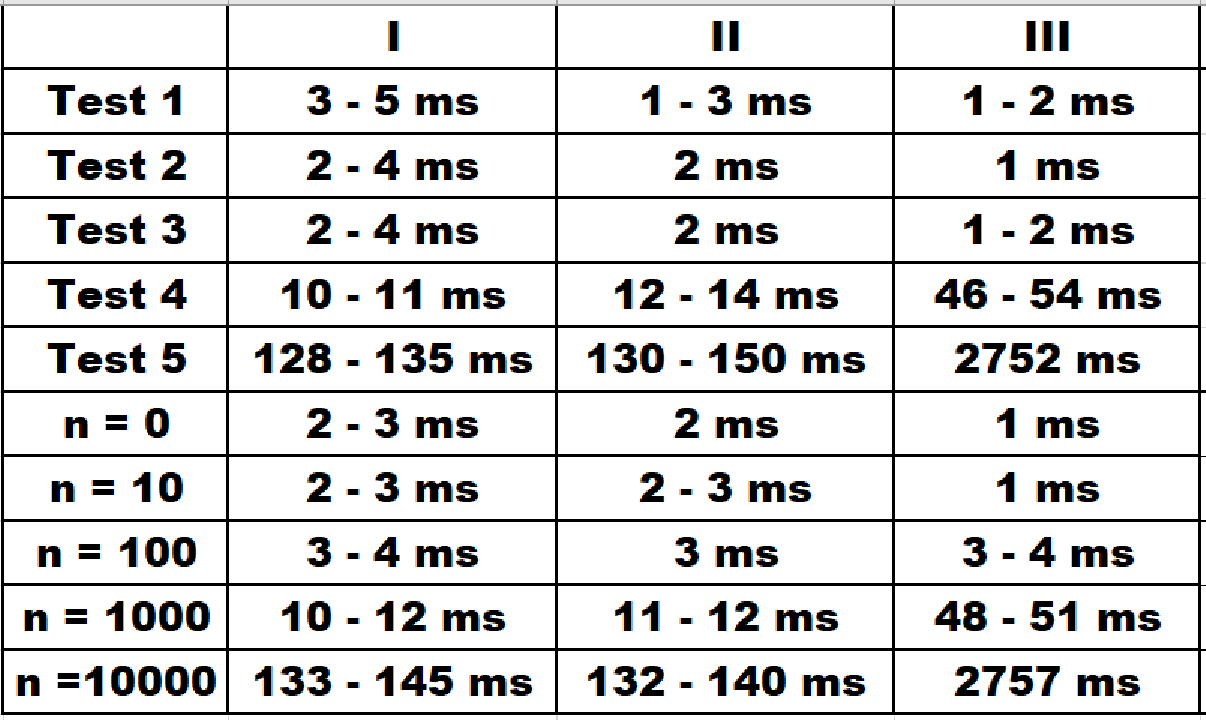 I II III
Test 1 3 - 5 ms 1 - 3 ms 1 - 2 ms
Test 2 2 - 4 ms 2 ms 1 ms
Test 3 2 - 4 ms 2 ms 1 - 2 ms
Test 4 10 - 11 ms 12 - 14 ms 46 - 54 ms
Test 5 128 - 135 ms 130 - 150 ms 2752 ms
n = 0 2 - 3 ms 2 ms 1 ms
n = 10 2 - 3 ms 2 - 3 ms 1 ms
n = 100 3 - 4 ms 3 ms 3 - 4 ms
n = 1000 10 - 12 ms 11 - 12 ms 48 - 51 ms
n =10000 133 - 145 ms 132 - 140 ms 2757 ms